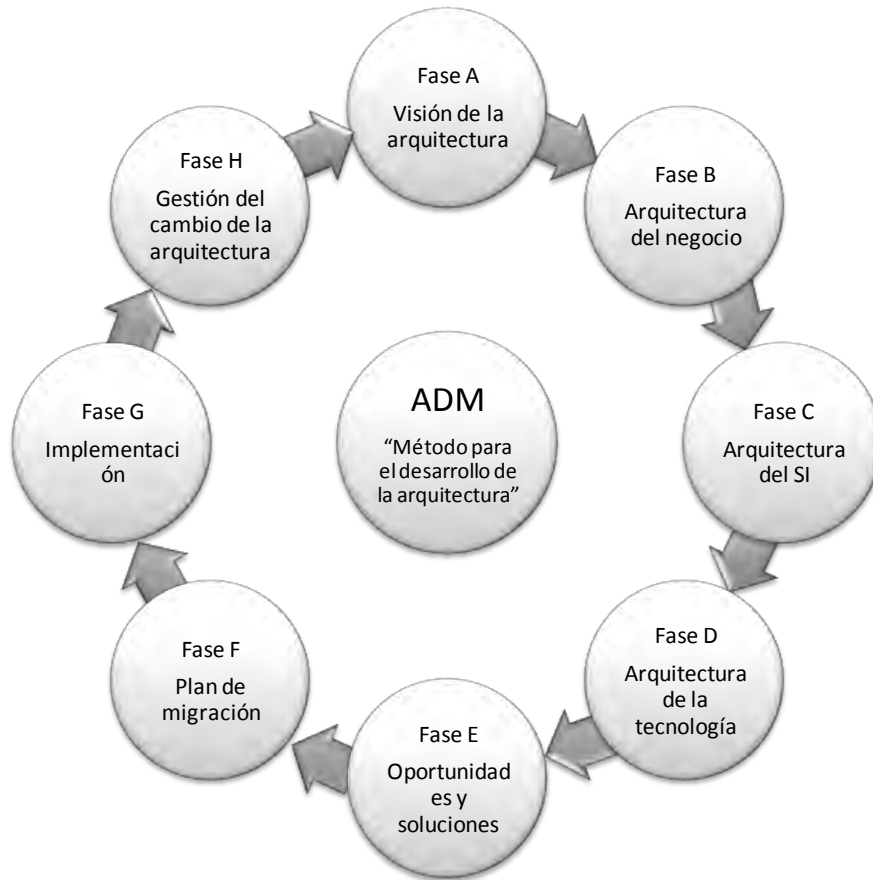 Fase A
Visión de la
arquitectura
Fase B
Arquitectura
del negocio
Fase C
Arquitectura
del SI
Fase D
Arquitectura
de la
tecnología
Fase E
Oportunidad
es y
soluciones
Fase F
Plan de
migración
Fase G
Implementaci
ón
Fase H
Gestión del
cambio de la
arquitectura
ADM
“Método para
el desarrollo de
la arquitectura”